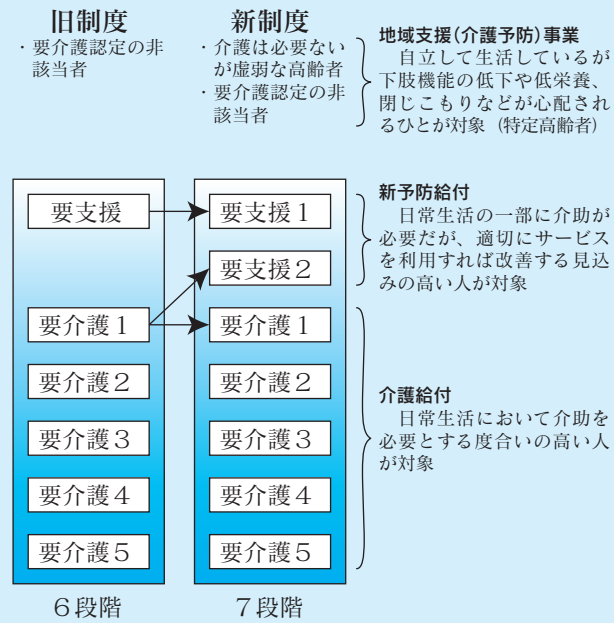 旧制度
・要介護認定の非
該当者
新制度
・介護は必要ない
が虚弱な高齢者
・要介護認定の非
該当者
地域支援（介護予防）事業
自立して生活しているが
下肢機能の低下や低栄養、
閉じこもりなどが心配され
るひとが対象（特定高齢者）
要支援
要介護１
要介護２
要介護３
要介護４
要介護５
６段階
要支援１
要支援２
要介護１
要介護２
要介護３
要介護４
要介護５
７段階
新予防給付
日常生活の一部に介助が
必要だが、適切にサービス
を利用すれば改善する見込
みの高い人が対象
介護給付
日常生活において介助を
必要とする度合いの高い人
が対象